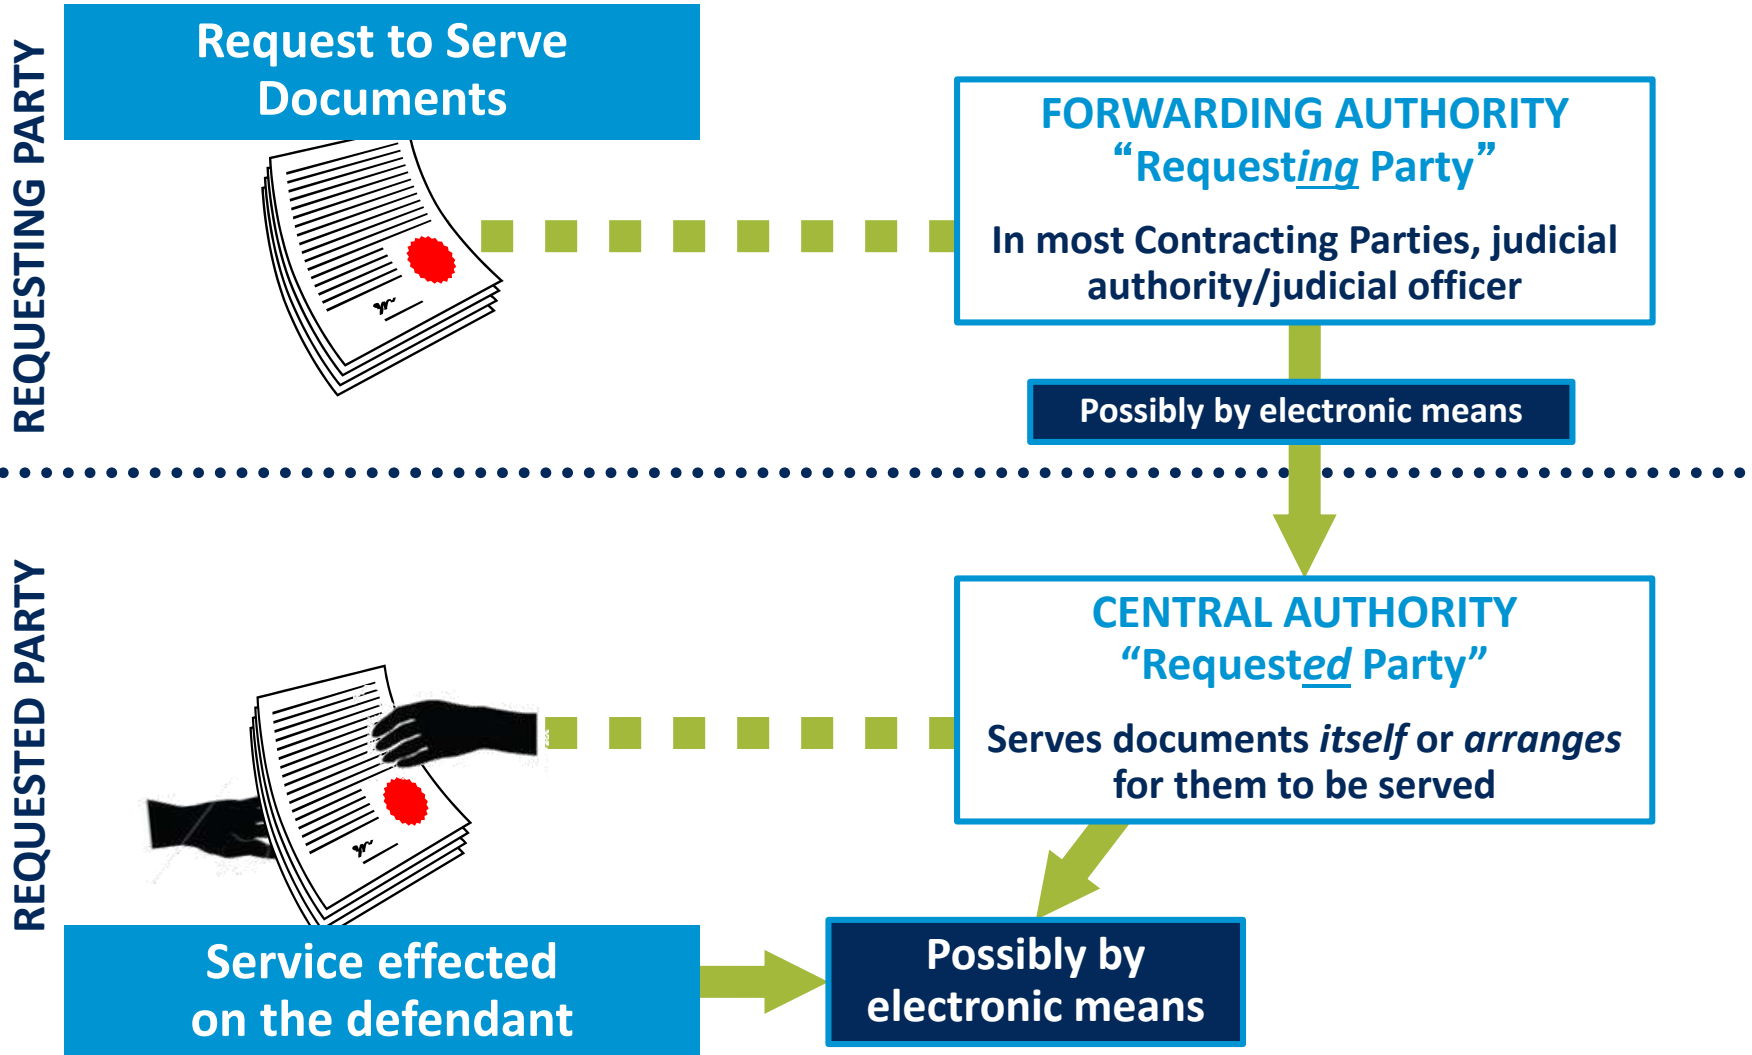 REQUESTING PARTY
Request to Serve
Documents
FORWARDING AUTHORITY
“Requesting Party”
In most Contracting Parties, judicial
authority/judicial officer
Possibly by electronic means
REQUESTED PARTY
CENTRAL AUTHORITY
“Requested Party”
Serves documents itself or arranges
for them to be served
Service effected
on the defendant
Possibly by
electronic means